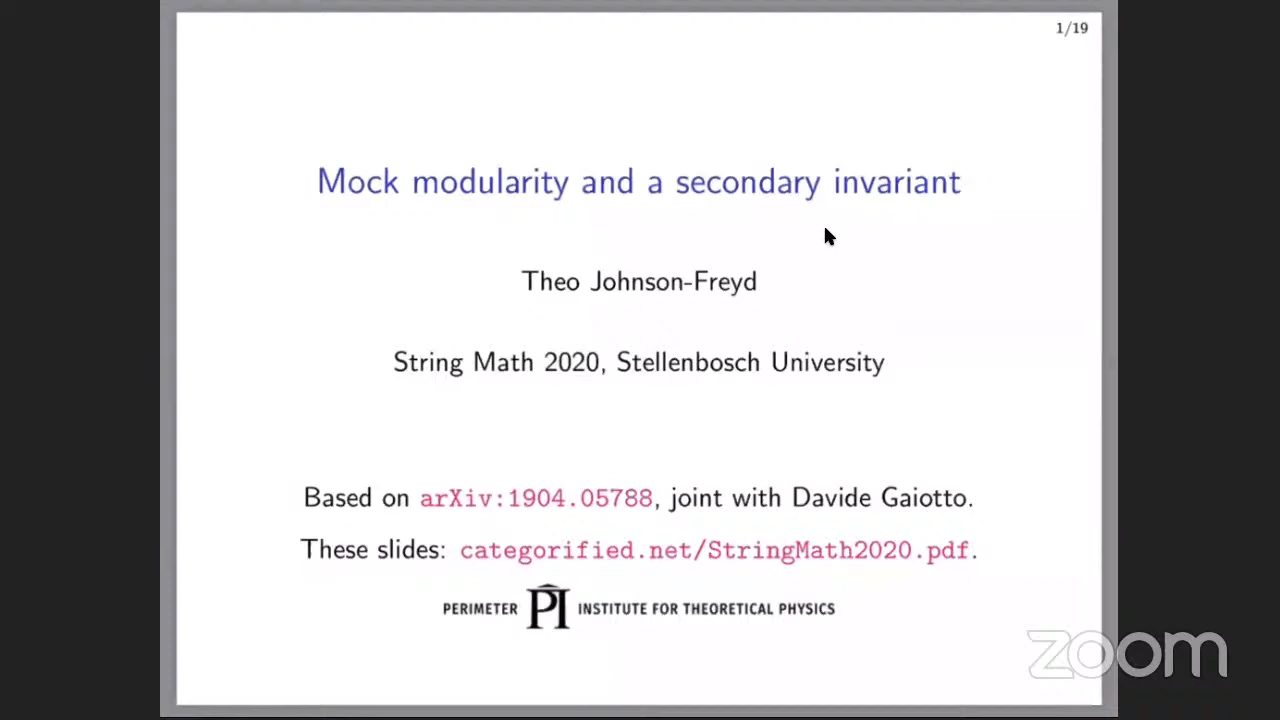 1/19
Mock modularity and a secondary invariant
Theo Johnson-Freyd
String Math 2020, Stellenbosch University
Based on arXiv:1904.05788, joint with Davide Gaiotto.
These slides: categorified.net/StringMath2020.pdf.
PERIMETER PI INSTITUTE FOR THEORETICAL PHYSICS
zoom